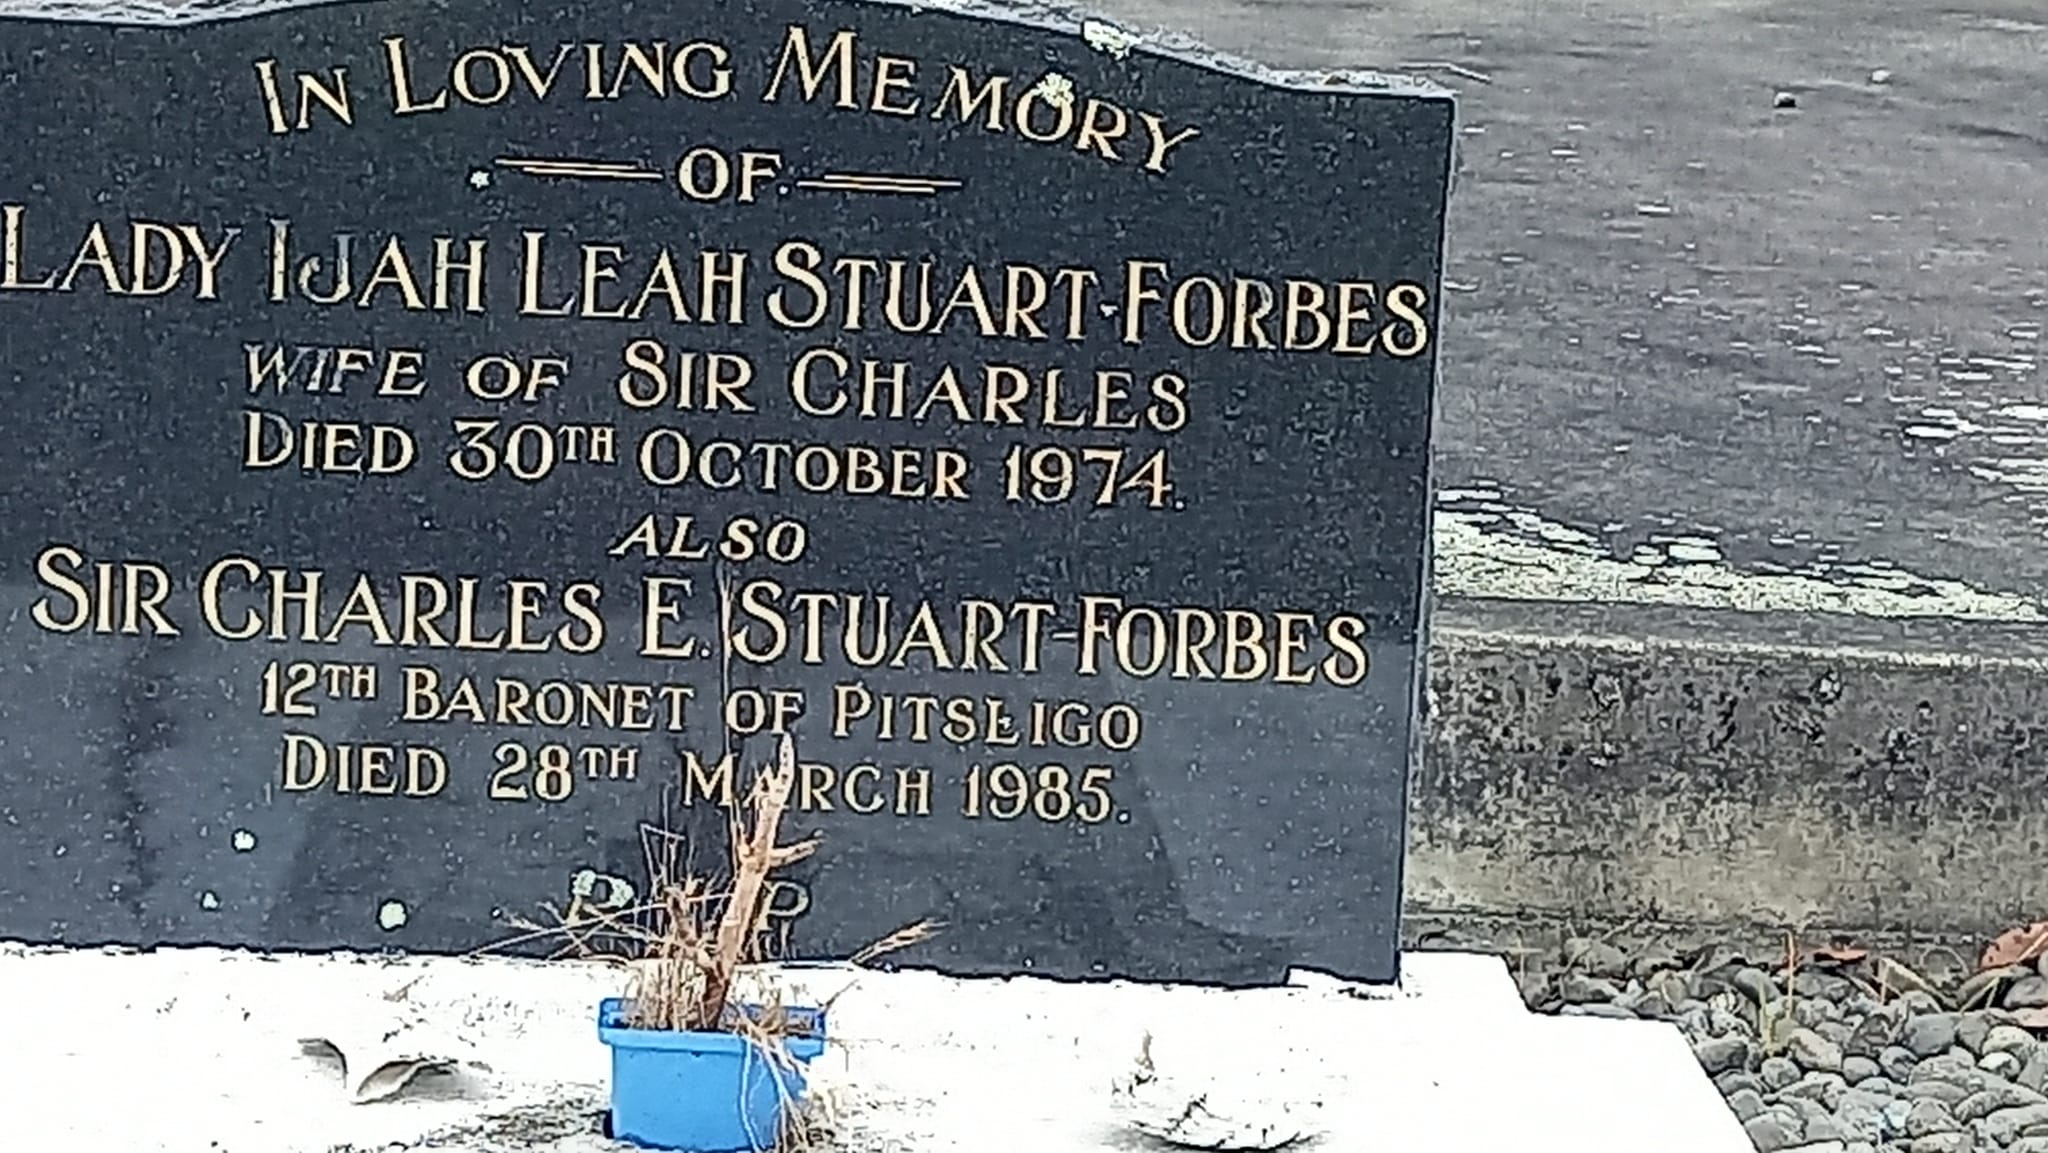 IN LOVING MEMORY
OF
LADY IJAH LEAH STUART-FORBES
WIFE OF SIR CHARLES
DIED 30TH OCTOBER 1974.
ALSO
SIR CHARLES E. STUART-FORBES
12TH BARONET OF PITSLIGO
DIED 28TH MARCH 1985.